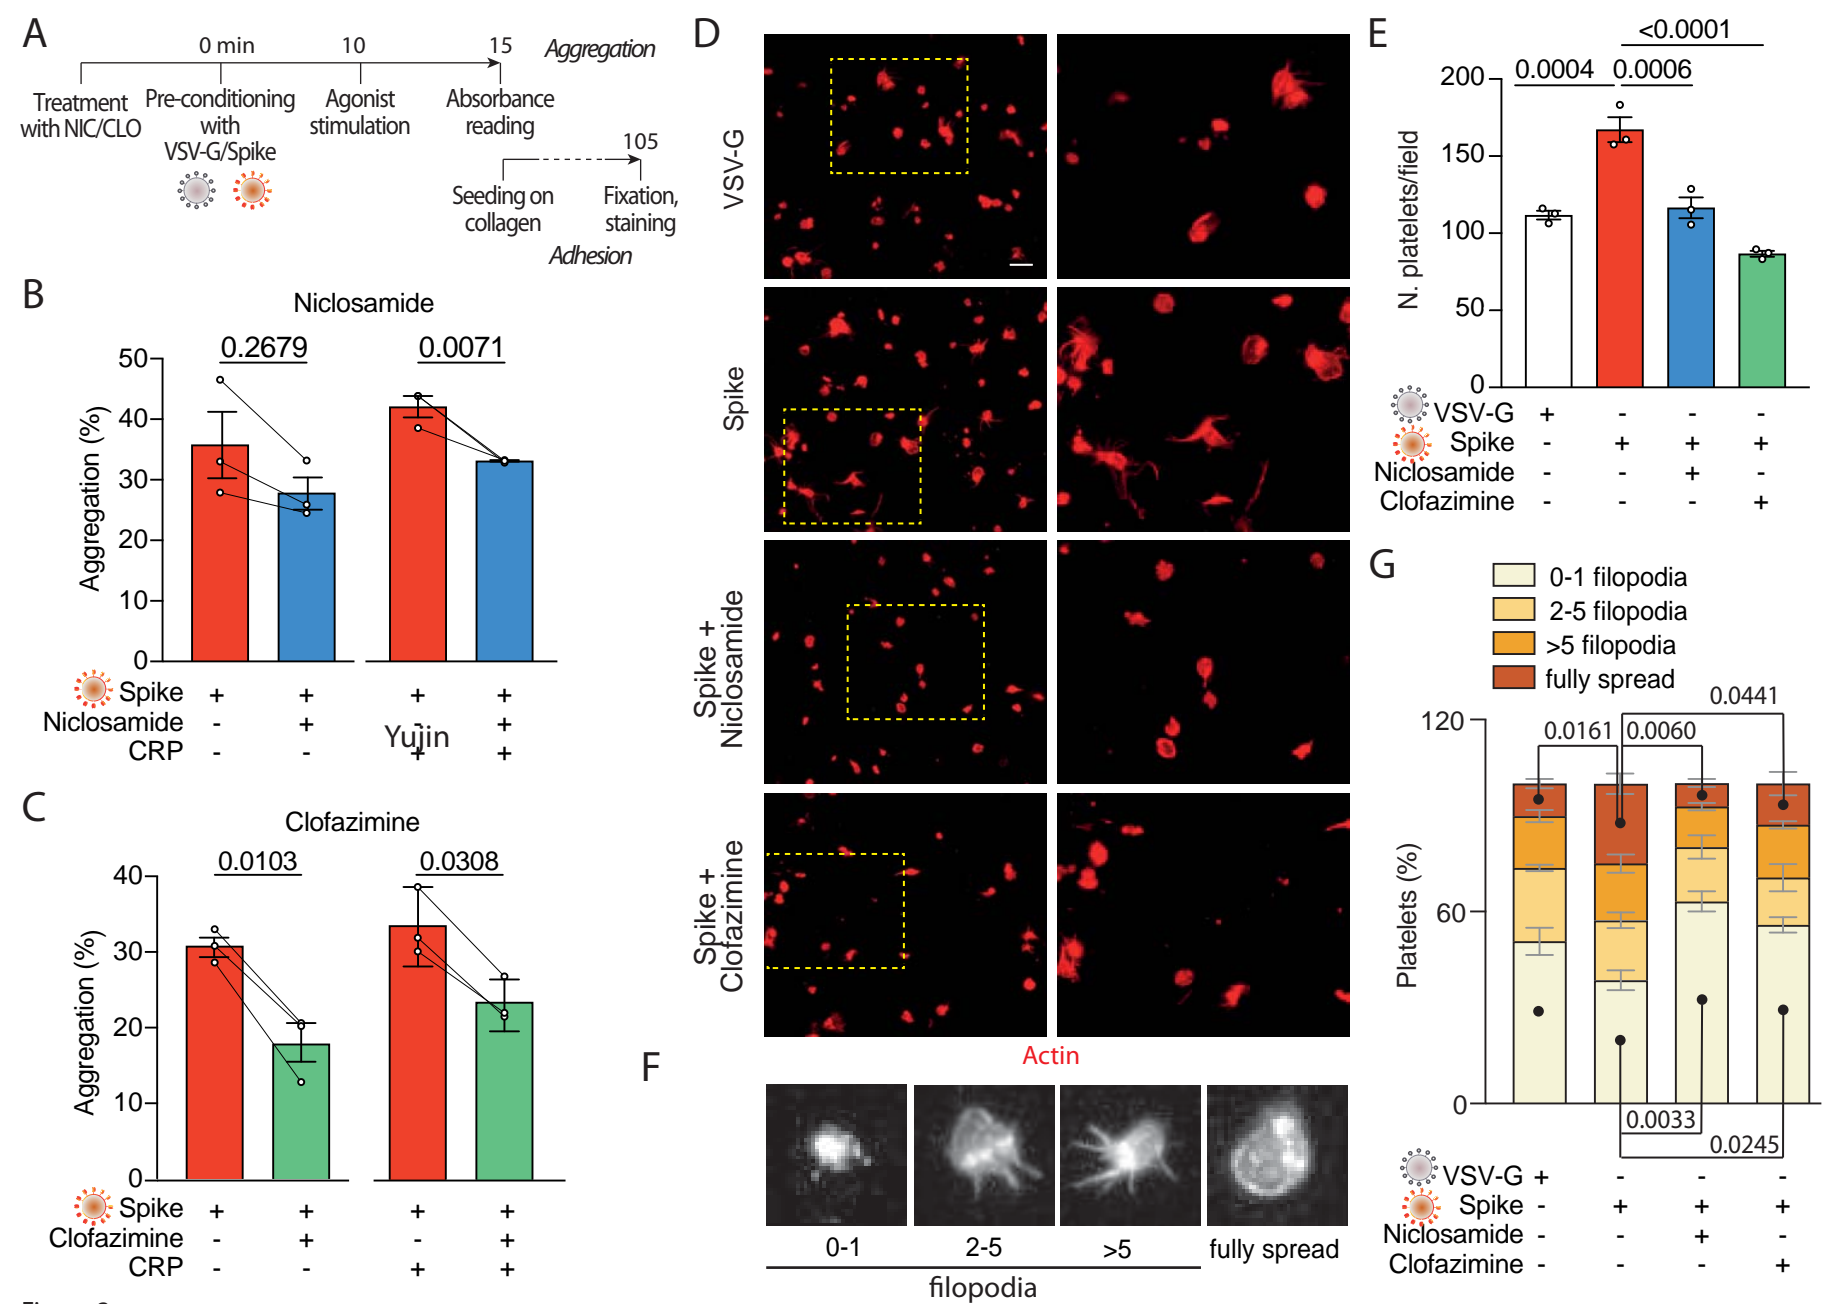 A
0 min 10 15 Aggregation
Treatment with NIC/CLO
Pre-conditioning with VSV-G/Spike
Agonist stimulation
Absorbance reading
105
Seeding on collagen
Fixation, staining
Adhesion
B
Niclosamide
0.2679 0.0071
Aggregation (%)
50
40
30
20
10
0
Spike + + + +
Niclosamide - + - +
CRP - - + +
Yujin
C
Clofazimine
0.0103 0.0308
Aggregation (%)
40
30
20
10
0
Spike + + + +
Clofazimine - + - +
CRP - - + +
D
VSV-G
Spike
Spike +
Niclosamide
Spike +
Clofazimine
Actin
E
<0.0001
0.0004 0.0006
N. platelets/field
200
150
100
50
0
VSV-G + - - -
Spike - + + +
Niclosamide - - + -
Clofazimine - - - +
F
0-1 2-5 >5 fully spread
filopodia
G
0-1 filopodia
2-5 filopodia
>5 filopodia
fully spread
0.0441
0.0161 0.0060
Platelets (%)
120
60
0
0.0033
0.0245
VSV-G + - - -
Spike - + + +
Niclosamide - - + -
Clofazimine - - - +